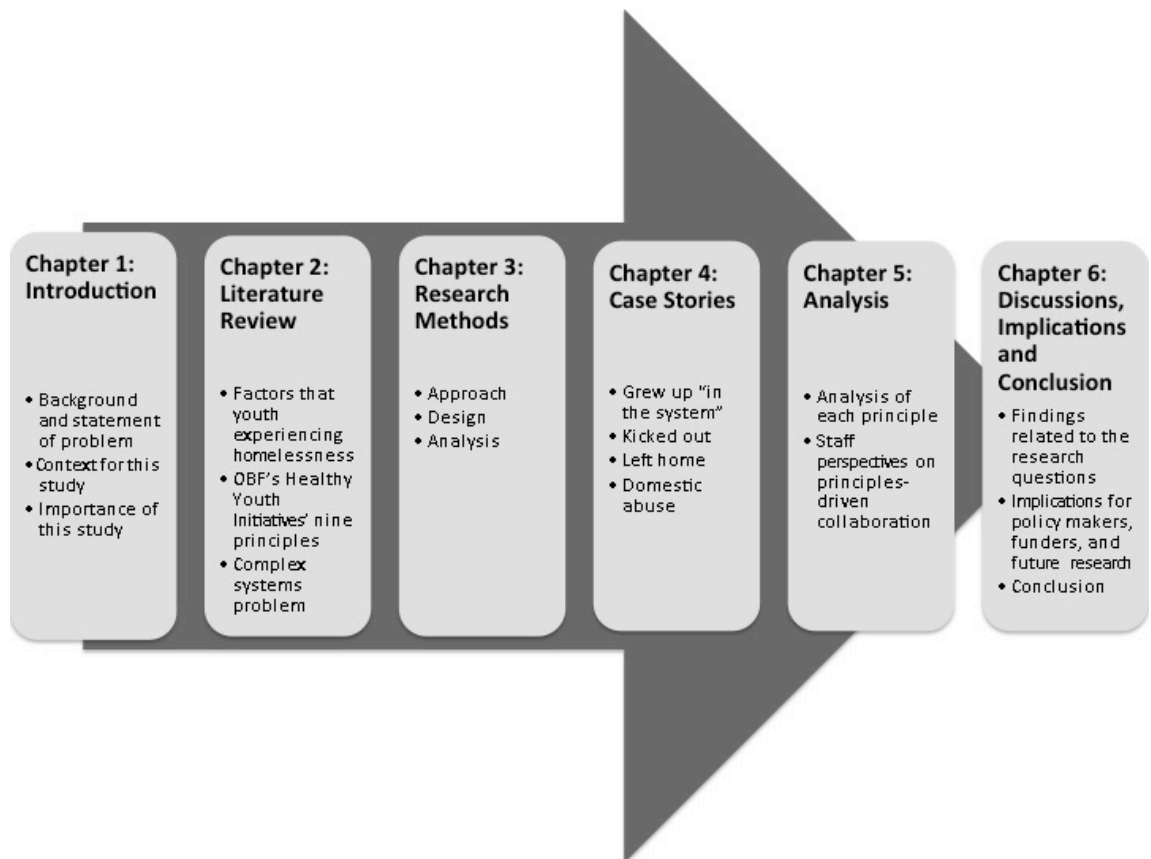 Chapter 1:
Introduction
• Background
and statement
of problem
• Context for this
study
• Importance of
this study
Chapter 2:
Literature
Review
• Factors that
youth
experiencing
homelessness
• OBF's Healthy
Youth
Initiatives' nine
principles
• Complex
systems
problem
Chapter 3:
Research
Methods
• Approach
• Design
• Analysis
Chapter 4:
Case Stories
• Grew up "in
the system"
• Kicked out
• Left home
• Domestic
abuse
Chapter 5:
Analysis
• Analysis of
each principle
• Staff
perspectives on
principles-
driven
collaboration
Chapter 6:
Discussions,
Implications
and
Conclusion
• Findings
related to the
research
questions
• Implications for
policy makers,
funders, and
future research
• Conclusion